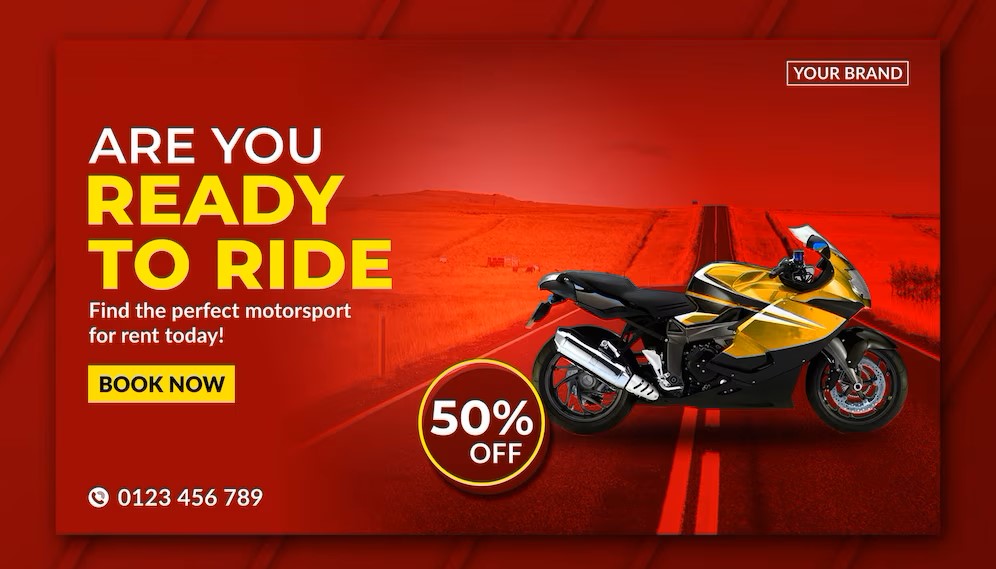 YOUR BRAND
ARE YOU
READY
TO RIDE
Find the perfect motorsport
for rent today!
BOOK NOW
50%
OFF
0123 456 789